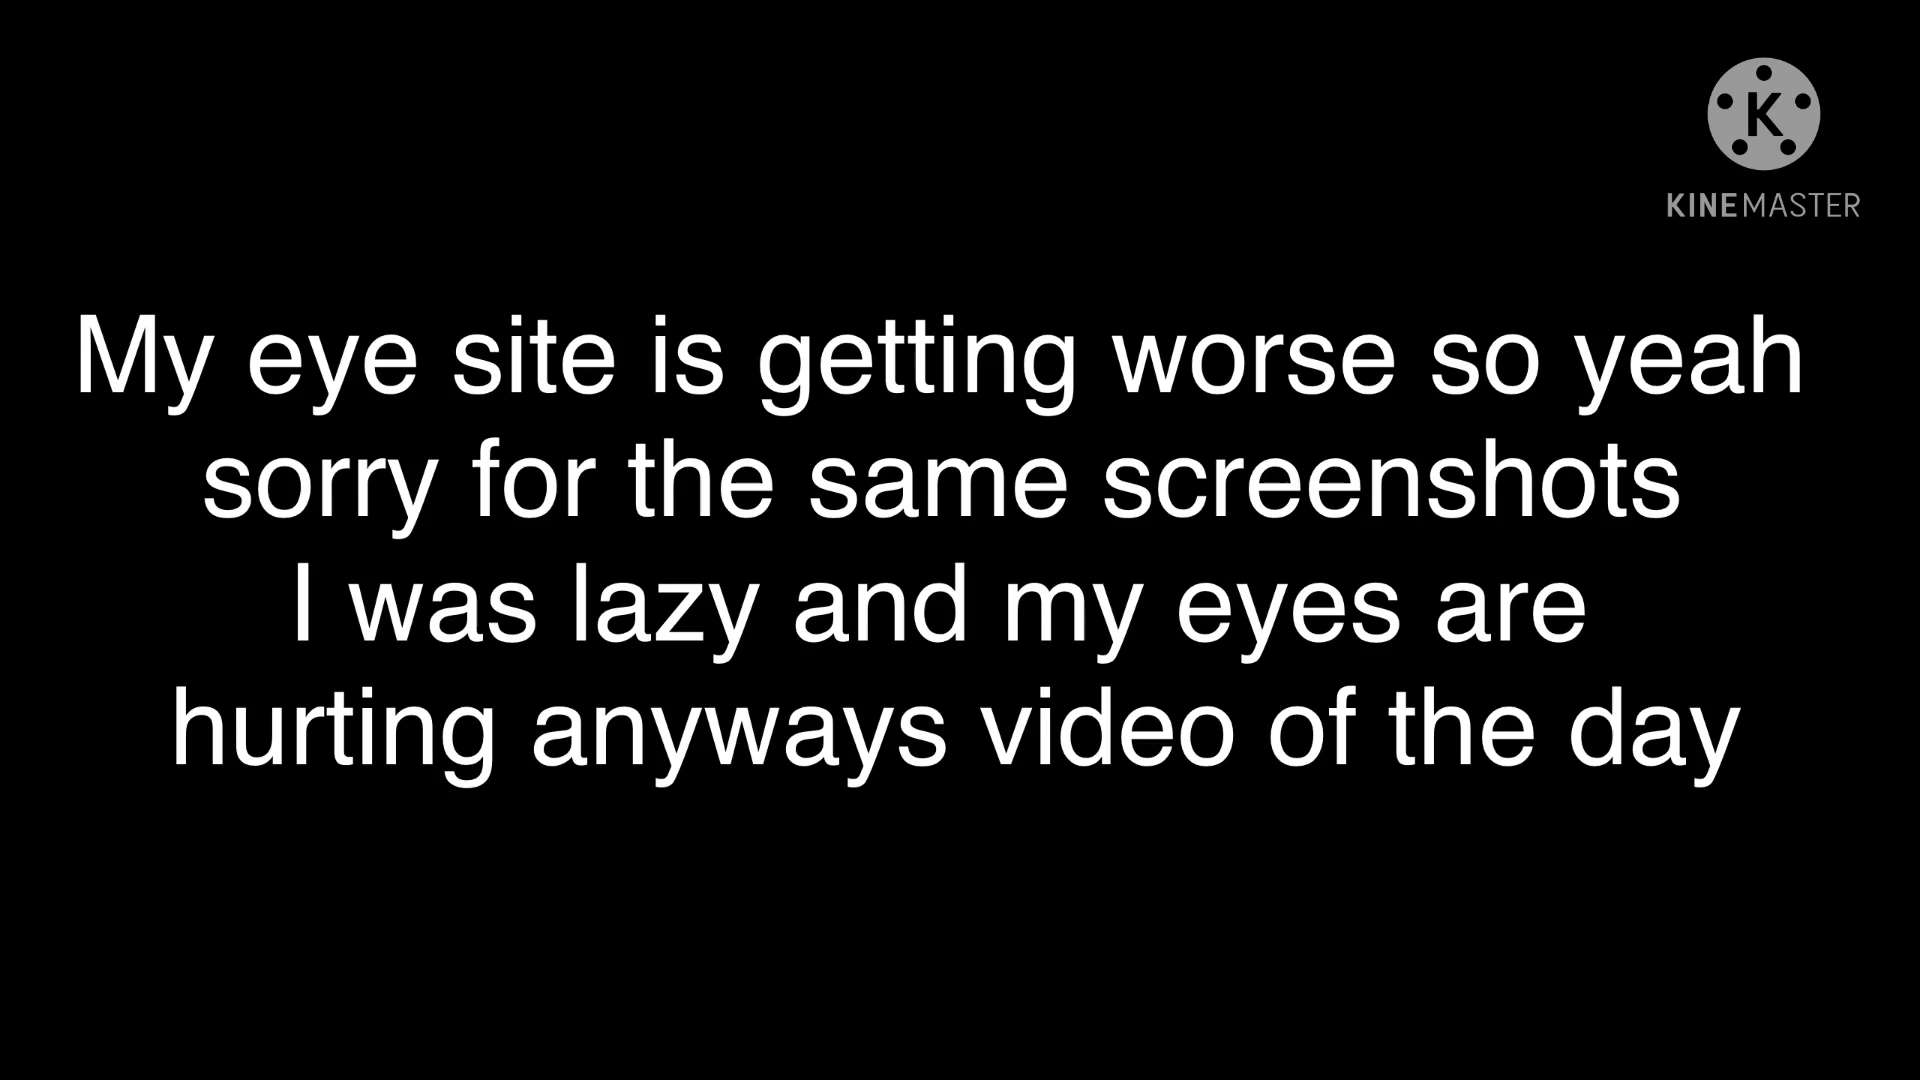 K
KINEMASTER
My eye site is getting worse so yeah
sorry for the same screenshots
I was lazy and my eyes are
hurting anyways video of the day